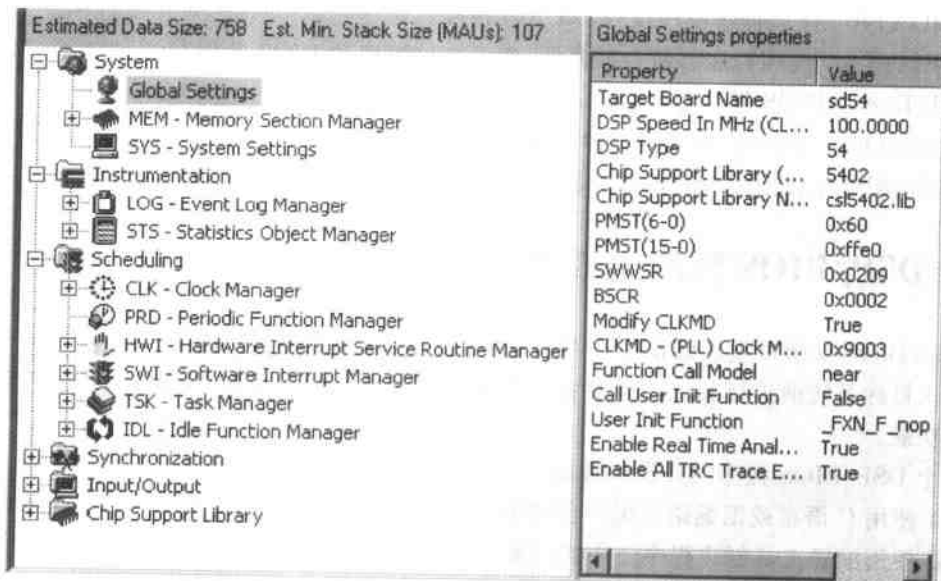 Estimated Data Size: 758 Est. Min. Stack Size (MAUs): 107
System
Global Settings
MEM - Memory Section Manager
SYS - System Settings
Instrumentation
LOG - Event Log Manager
STS - Statistics Object Manager
Scheduling
CLK - Clock Manager
PRD - Periodic Function Manager
HWI - Hardware Interrupt Service Routine Manager
SWI - Software Interrupt Manager
TSK - Task Manager
IDL - Idle Function Manager
Synchronization
Input/Output
Chip Support Library
Global Settings properties
Property Value
Target Board Name sd54
DSP Speed In MHz (CL... 100.0000
DSP Type 54
Chip Support Library (... 5402
Chip Support Library N... csl5402.lib
PMST(6-0) 0x60
PMST(15-0) 0xffe0
SWWSR 0x0209
BSCR 0x0002
Modify CLKMD True
CLKMD - (PLL) Clock M... 0x9003
Function Call Model near
Call User Init Function False
User Init Function _FXN_F_nop
Enable Real Time Anal... True
Enable All TRC Trace E... True